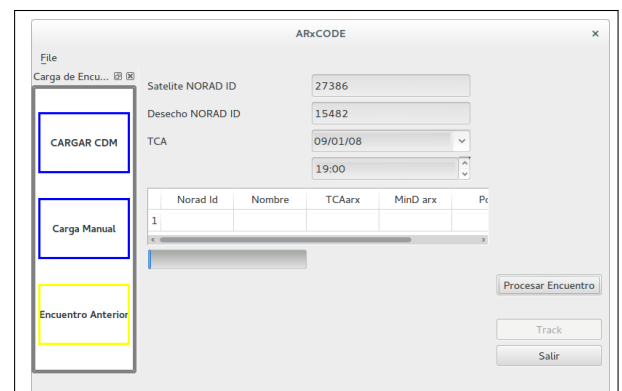 ARxCODE
File
Carga de Encu...
Satelite NORAD ID 27386
Desecho NORAD ID 15482
CARGAR CDM
TCA 09/01/08
19:00
Norad Id Nombre TCAarx MinD arx
1
Carga Manual
Procesar Encuentro
Encuentro Anterior
Track
Salir